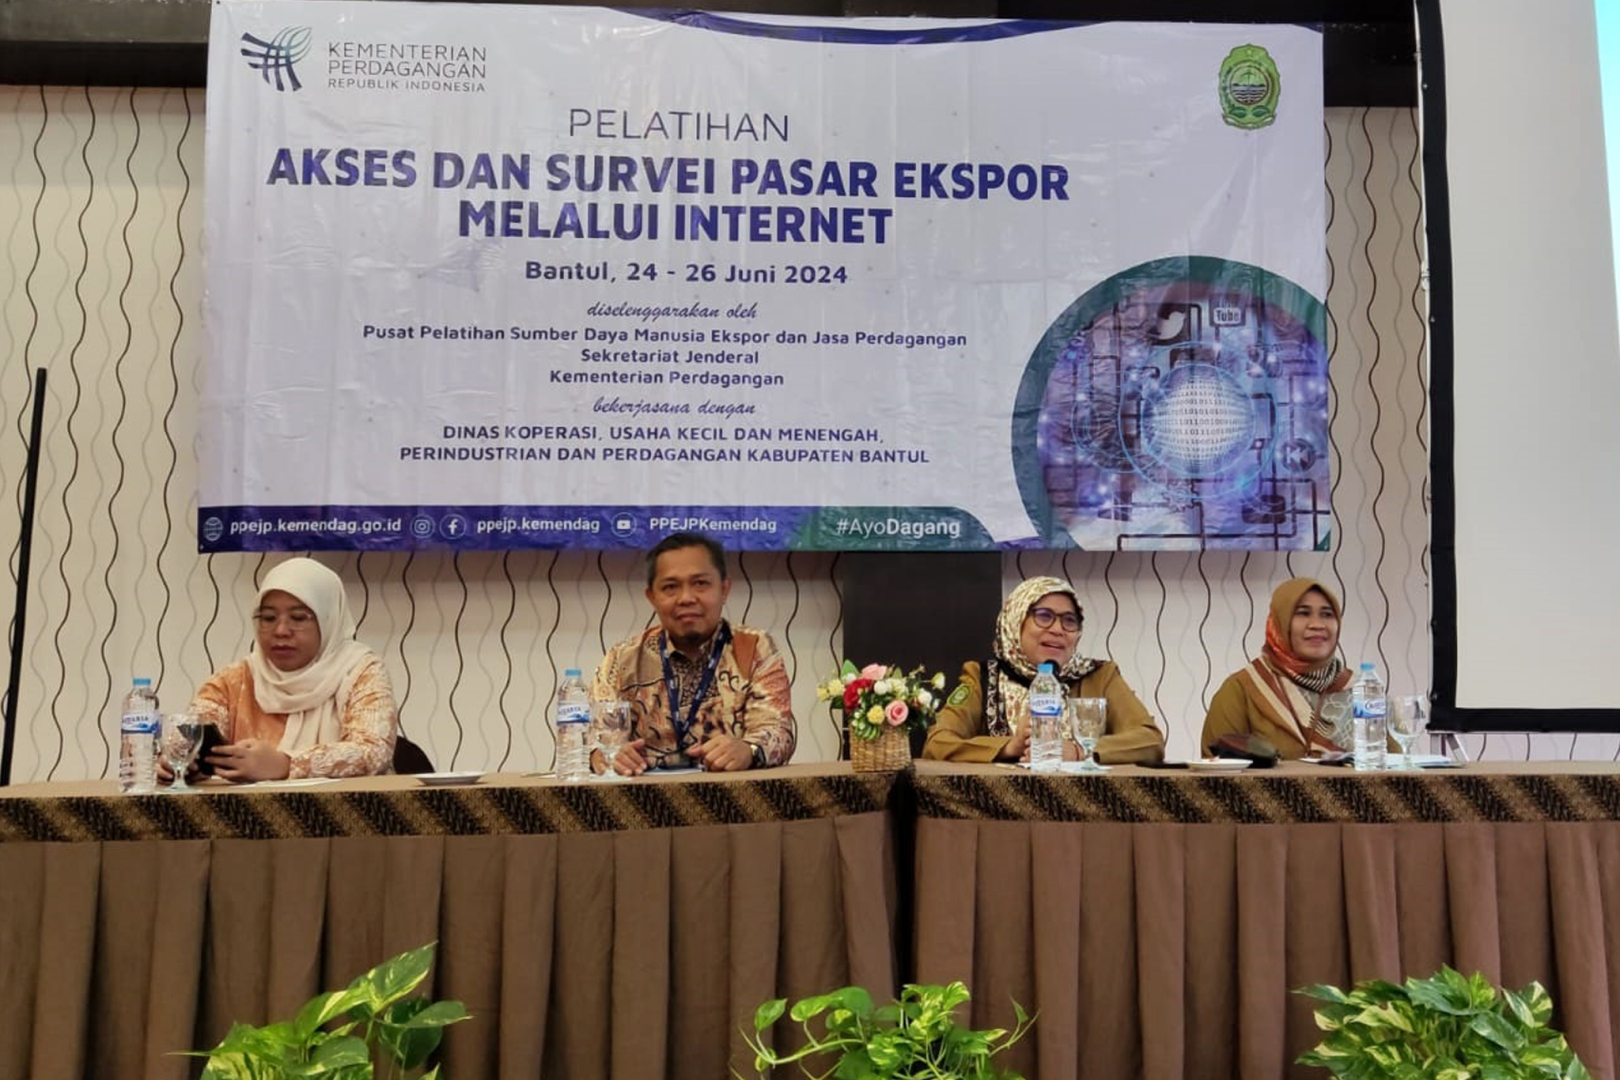 KEMENTERIAN
PERDAGANGAN
REPUBLIK INDONESIA
PELATIHAN
AKSES DAN SURVEI PASAR EKSPOR
MELALUI INTERNET
Bantul, 24 - 26 Juni 2024
diselenggarakan oleh
Pusat Pelatihan Sumber Daya Manusia Ekspor dan Jasa Perdagangan
Sekretariat Jenderal
Kementerian Perdagangan
bekerjasana dengan
DINAS KOPERASI, USAHA KECIL DAN MENENGAH,
PERINDUSTRIAN DAN PERDAGANGAN KABUPATEN BANTUL
ppejp.kemendag.go.id ppejp.kemendag PPEJPKemendag #AyoDagang
You
Tube